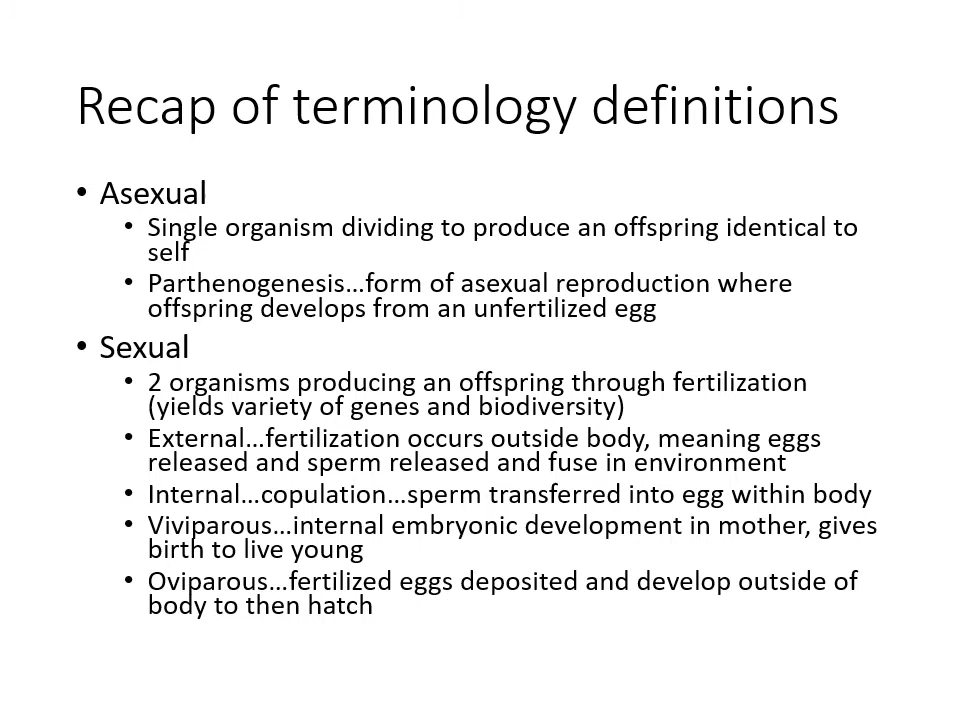 Recap of terminology definitions
• Asexual
• Single organism dividing to produce an offspring identical to
self
• Parthenogenesis...form of asexual reproduction where
offspring develops from an unfertilized egg
• Sexual
• 2 organisms producing an offspring through fertilization
(yields variety of genes and biodiversity)
• External...fertilization occurs outside body, meaning eggs
released and sperm released and fuse in environment
• Internal...copulation...sperm transferred into egg within body
• Viviparous...internal embryonic development in mother, gives
birth to live young
• Oviparous...fertilized eggs deposited and develop outside of
body to then hatch